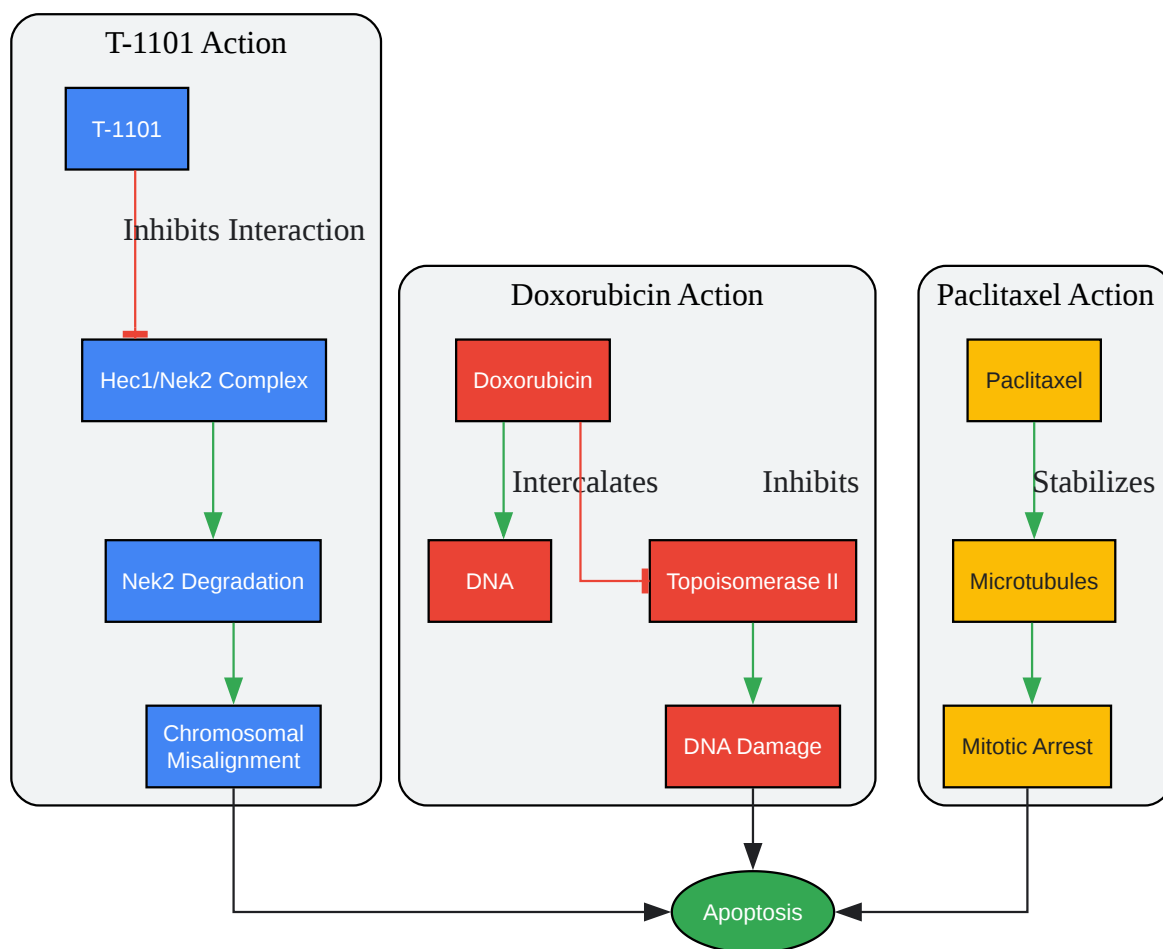 T-1101 Action
T-1101
Inhibits Interaction
Hec1/Nek2 Complex
Nek2 Degradation
Chromosomal
Misalignment
Doxorubicin Action
Doxorubicin
Intercalates
Inhibits
DNA
Topoisomerase II
DNA Damage
Paclitaxel Action
Paclitaxel
Stabilizes
Microtubules
Mitotic Arrest
Apoptosis